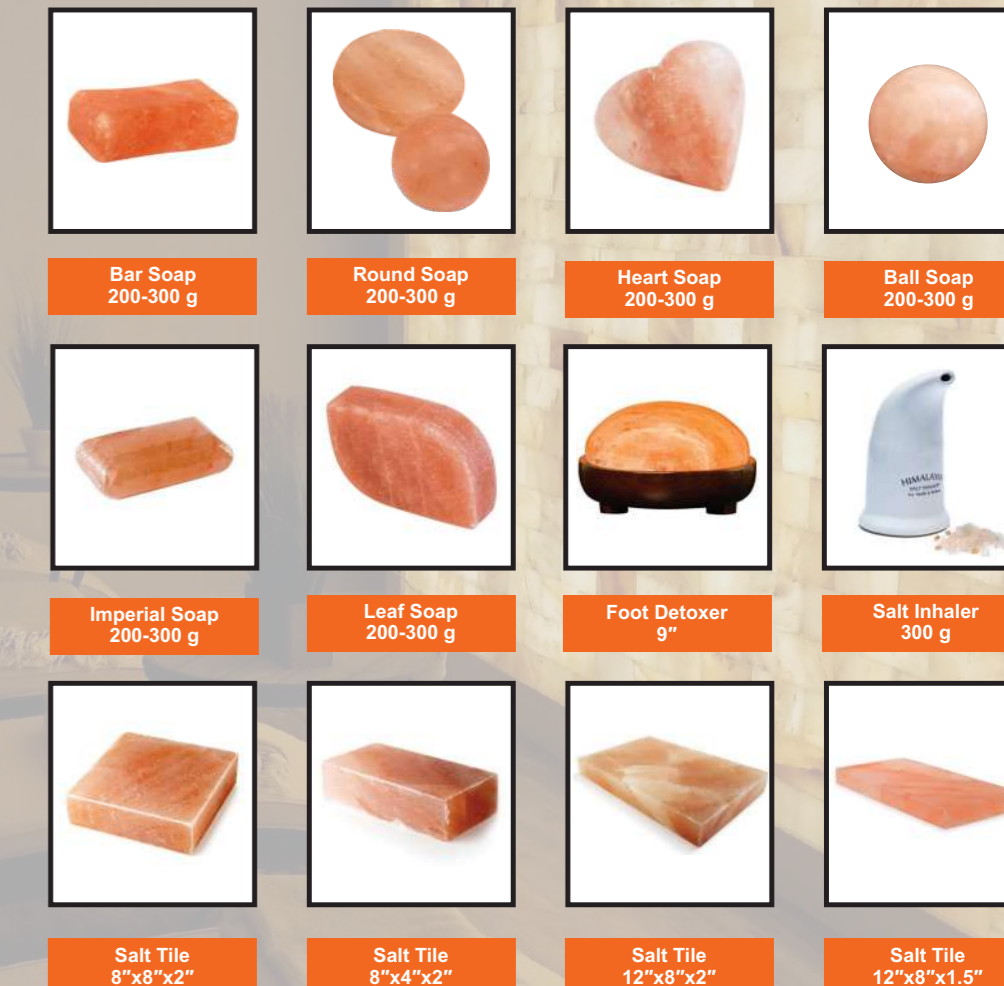 Bar Soap
200-300 g
Round Soap
200-300 g
Heart Soap
200-300 g
Ball Soap
200-300 g
HIMALAYA
Imperial Soap
200-300 g
Leaf Soap
200-300 g
Foot Detoxer
9″
Salt Inhaler
300 g
Salt Tile
8″x8″x2″
Salt Tile
8″x4″x2″
Salt Tile
12″x8″x2″
Salt Tile
12″x8″x1.5″